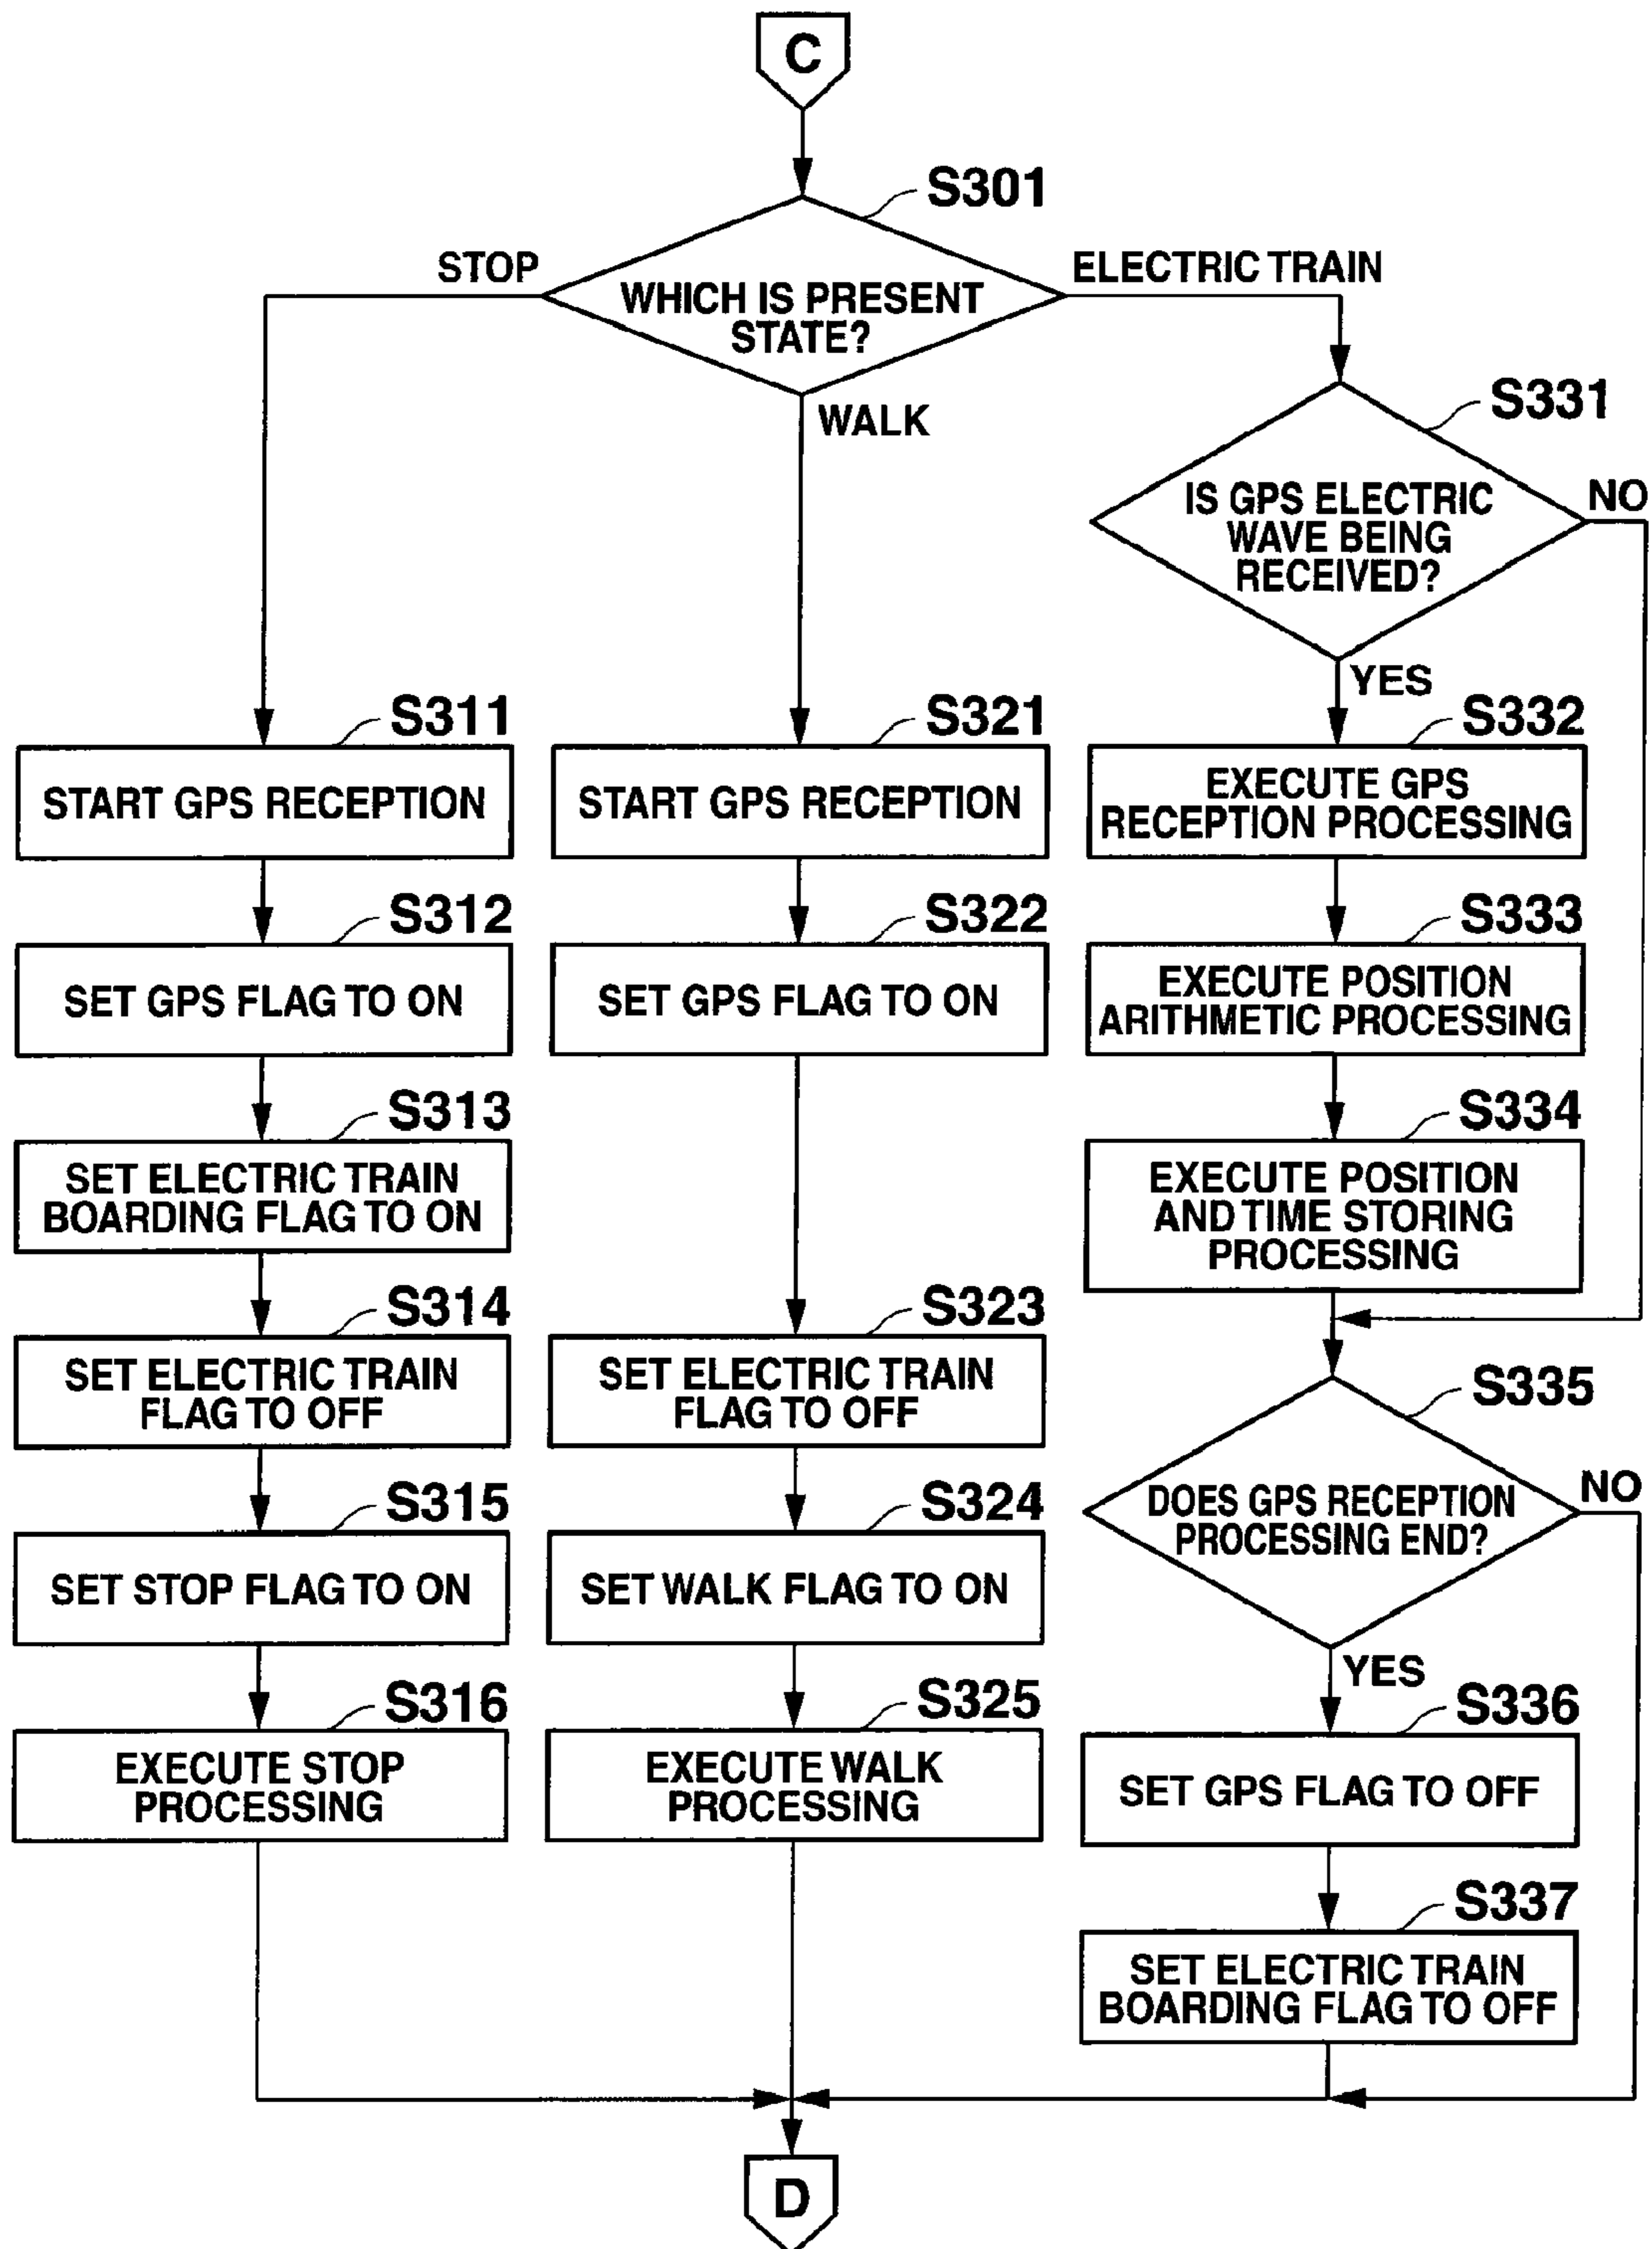 C
S301
STOP
ELECTRIC TRAIN
WHICH IS PRESENT
STATE?
WALK
S331
IS GPS ELECTRIC
WAVE BEING
RECEIVED?
NO
YES
S311
START GPS RECEPTION
S312
SET GPS FLAG TO ON
S313
SET ELECTRIC TRAIN
BOARDING FLAG TO ON
S314
SET ELECTRIC TRAIN
FLAG TO OFF
S315
SET STOP FLAG TO ON
S316
EXECUTE STOP
PROCESSING
S321
START GPS RECEPTION
S322
SET GPS FLAG TO ON
S323
SET ELECTRIC TRAIN
FLAG TO OFF
S324
SET WALK FLAG TO ON
S325
EXECUTE WALK
PROCESSING
S332
EXECUTE GPS
RECEPTION PROCESSING
S333
EXECUTE POSITION
ARITHMETIC PROCESSING
S334
EXECUTE POSITION
AND TIME STORING
PROCESSING
S335
DOES GPS RECEPTION
PROCESSING END?
NO
YES
S336
SET GPS FLAG TO OFF
S337
SET ELECTRIC TRAIN
BOARDING FLAG TO OFF
D